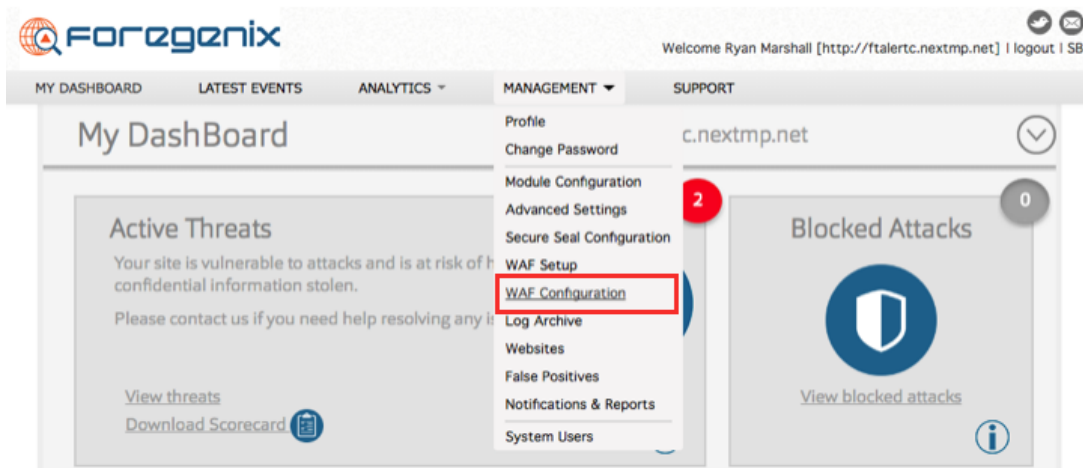 Foregenix
Welcome Ryan Marshall [http://ftalertc.nextmp.net] | logout | SB
MY DASHBOARD LATEST EVENTS ANALYTICS MANAGEMENT SUPPORT
My DashBoard
c.nextmp.net
Profile
Change Password
Module Configuration
Advanced Settings
Secure Seal Configuration
WAF Setup
WAF Configuration
Log Archive
Websites
False Positives
Notifications & Reports
System Users
2
Active Threats
Your site is vulnerable to attacks and is at risk of h
confidential information stolen.
Please contact us if you need help resolving any is
View threats
Download Scorecard
0
Blocked Attacks
View blocked attacks